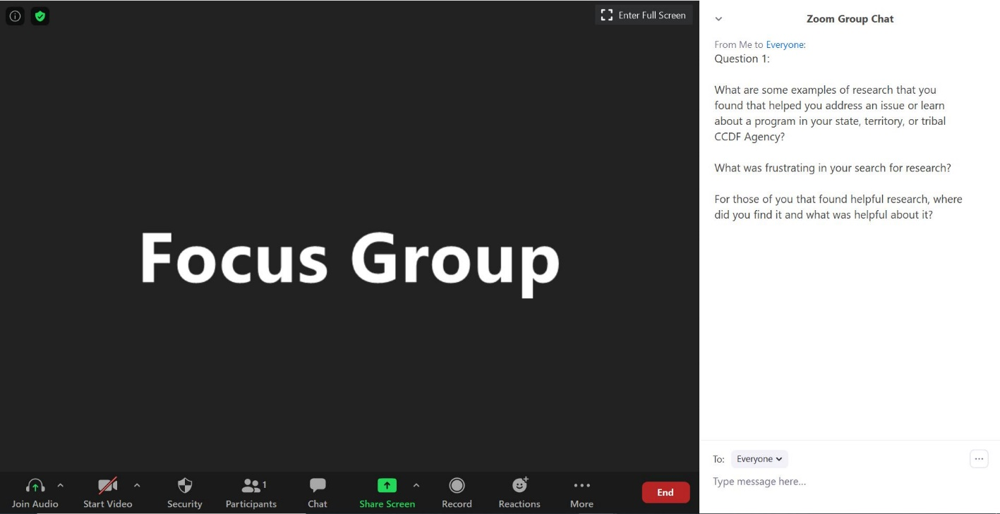 Enter Full Screen
Focus Group
Join Audio
Start Video
Security
Participants
1
Chat
Share Screen
Record
Reactions
More
End
Zoom Group Chat
From Me to Everyone:
Question 1:
What are some examples of research that you
found that helped you address an issue or learn
about a program in your state, territory, or tribal
CCDF Agency?
What was frustrating in your search for research?
For those of you that found helpful research, where
did you find it and what was helpful about it?
To: Everyone
Type message here...